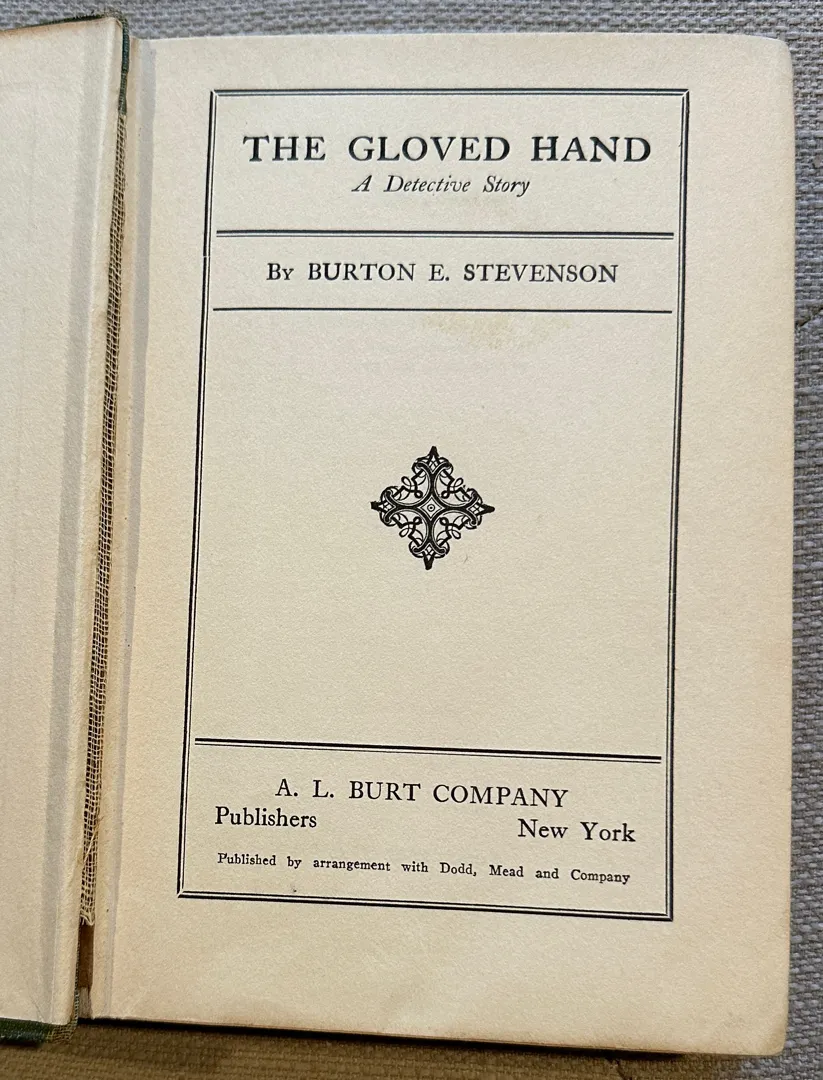 THE GLOVED HAND
A Detective Story
By BURTON E. STEVENSON
A. L. BURT COMPANY
Publishers New York
Published by arrangement with Dodd, Mead and Company